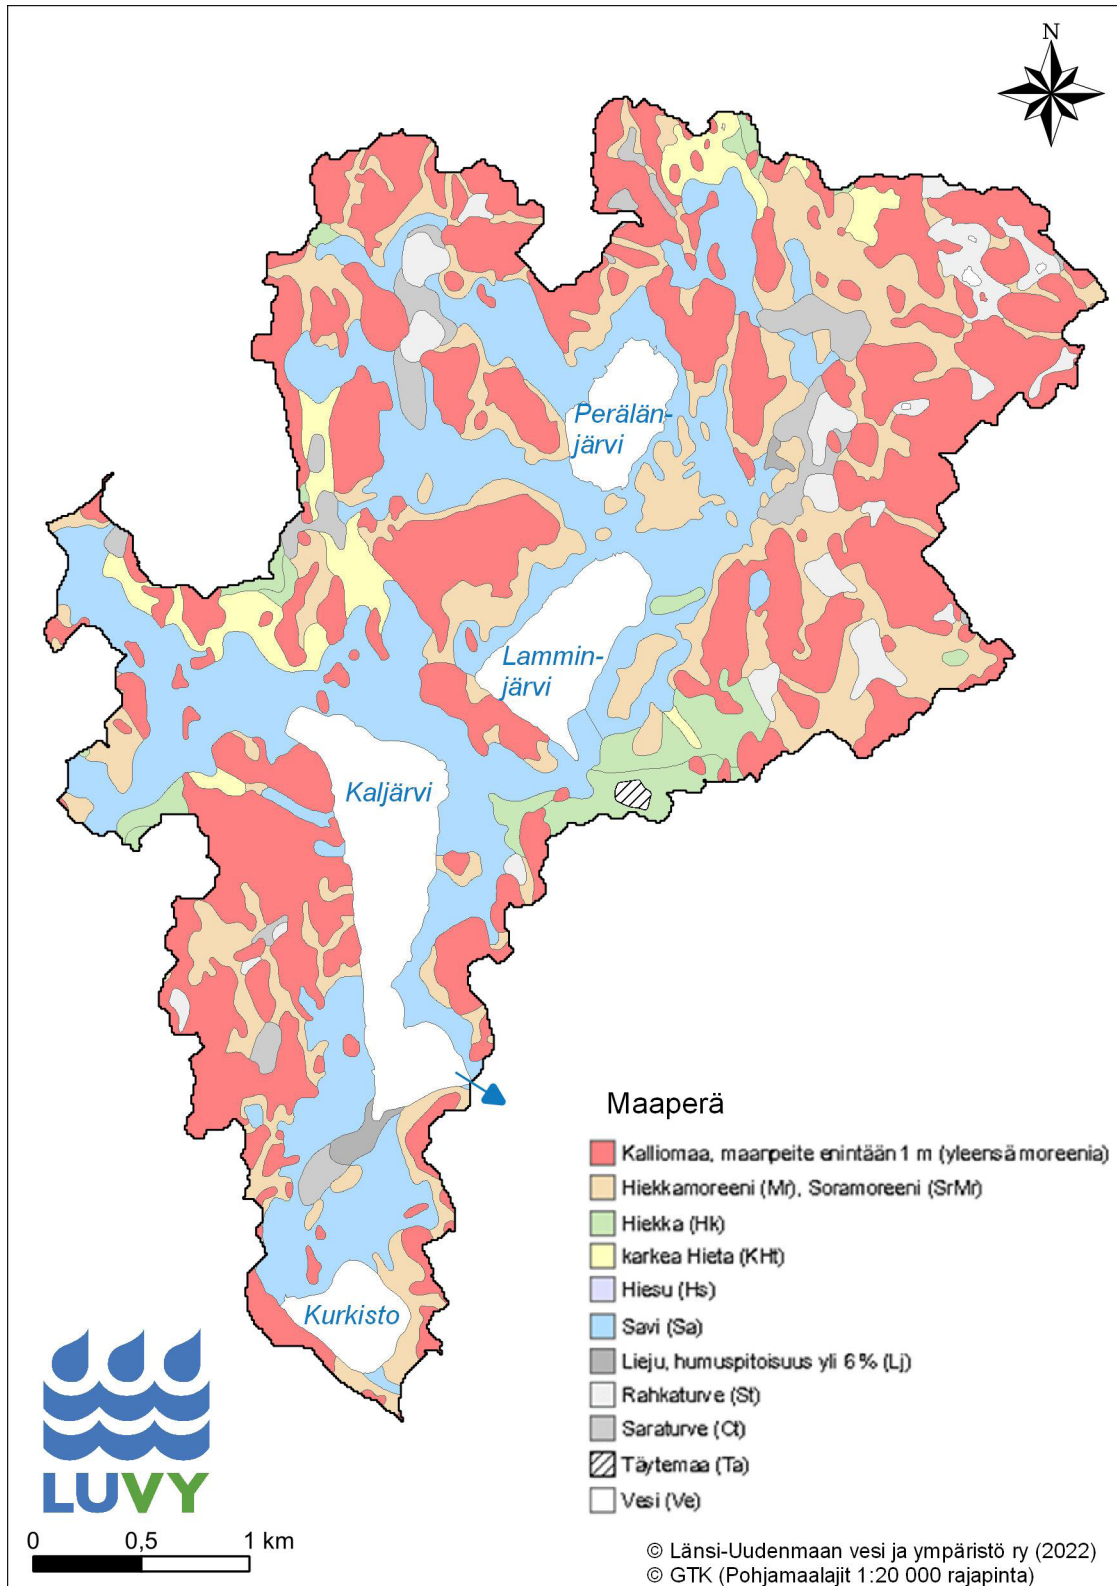 N
Perälän-
järvi
Lammin-
järvi
Kaljärvi
Kurkisto
Maaperä
Kalliomaa, maanpeite enintään 1 m (yleensä moreenia)
Hiekkamoreeni (Mr), Soramoreeni (SrMr)
Hiekka (Hk)
karkea Hieta (KHt)
Hiesu (Hs)
Savi (Sa)
Lieju, humuspitoisuus yli 6 % (Lj)
Rahkaturve (St)
Saraturve (Ct)
Täytemaa (Ta)
Vesi (Ve)
LUVY
0 0,5 1 km
© Länsi-Uudenmaan vesi ja ympäristö ry (2022)
© GTK (Pohjamaalajit 1:20 000 rajapinta)